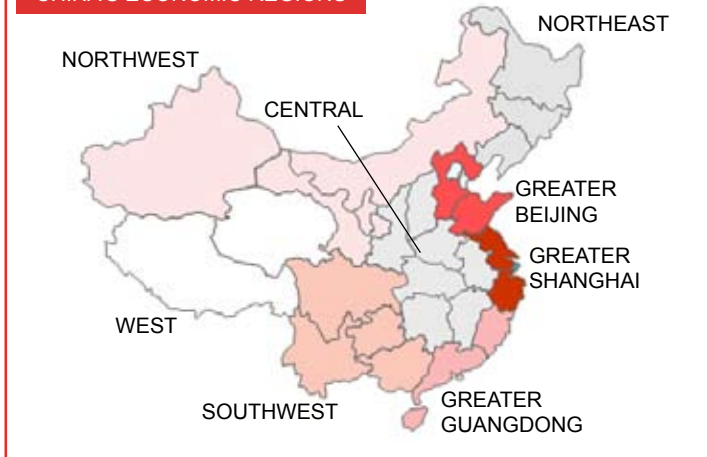 NORTHEAST
NORTHWEST
CENTRAL
GREATER
BEIJING
GREATER
SHANGHAI
WEST
SOUTHWEST
GREATER
GUANGDONG